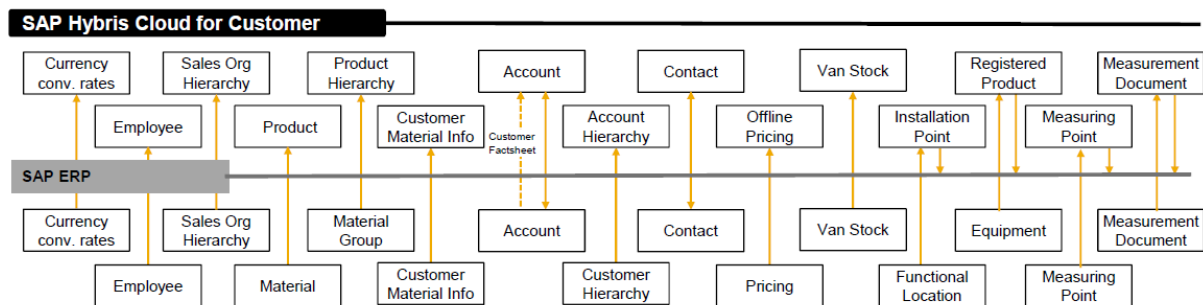 SAP Hybris Cloud for Customer
Currency
conv. rates
Sales Org
Hierarchy
Product
Hierarchy
Account
Contact
Van Stock
Registered
Product
Measurement
Document
Employee
Product
Customer
Material Info
Customer
Factsheet
Account
Hierarchy
Offline
Pricing
Installation
Point
Measuring
Point
SAP ERP
Currency
conv. rates
Sales Org
Hierarchy
Material
Group
Account
Contact
Van Stock
Equipment
Measurement
Document
Employee
Material
Customer
Material Info
Customer
Hierarchy
Pricing
Functional
Location
Measuring
Point